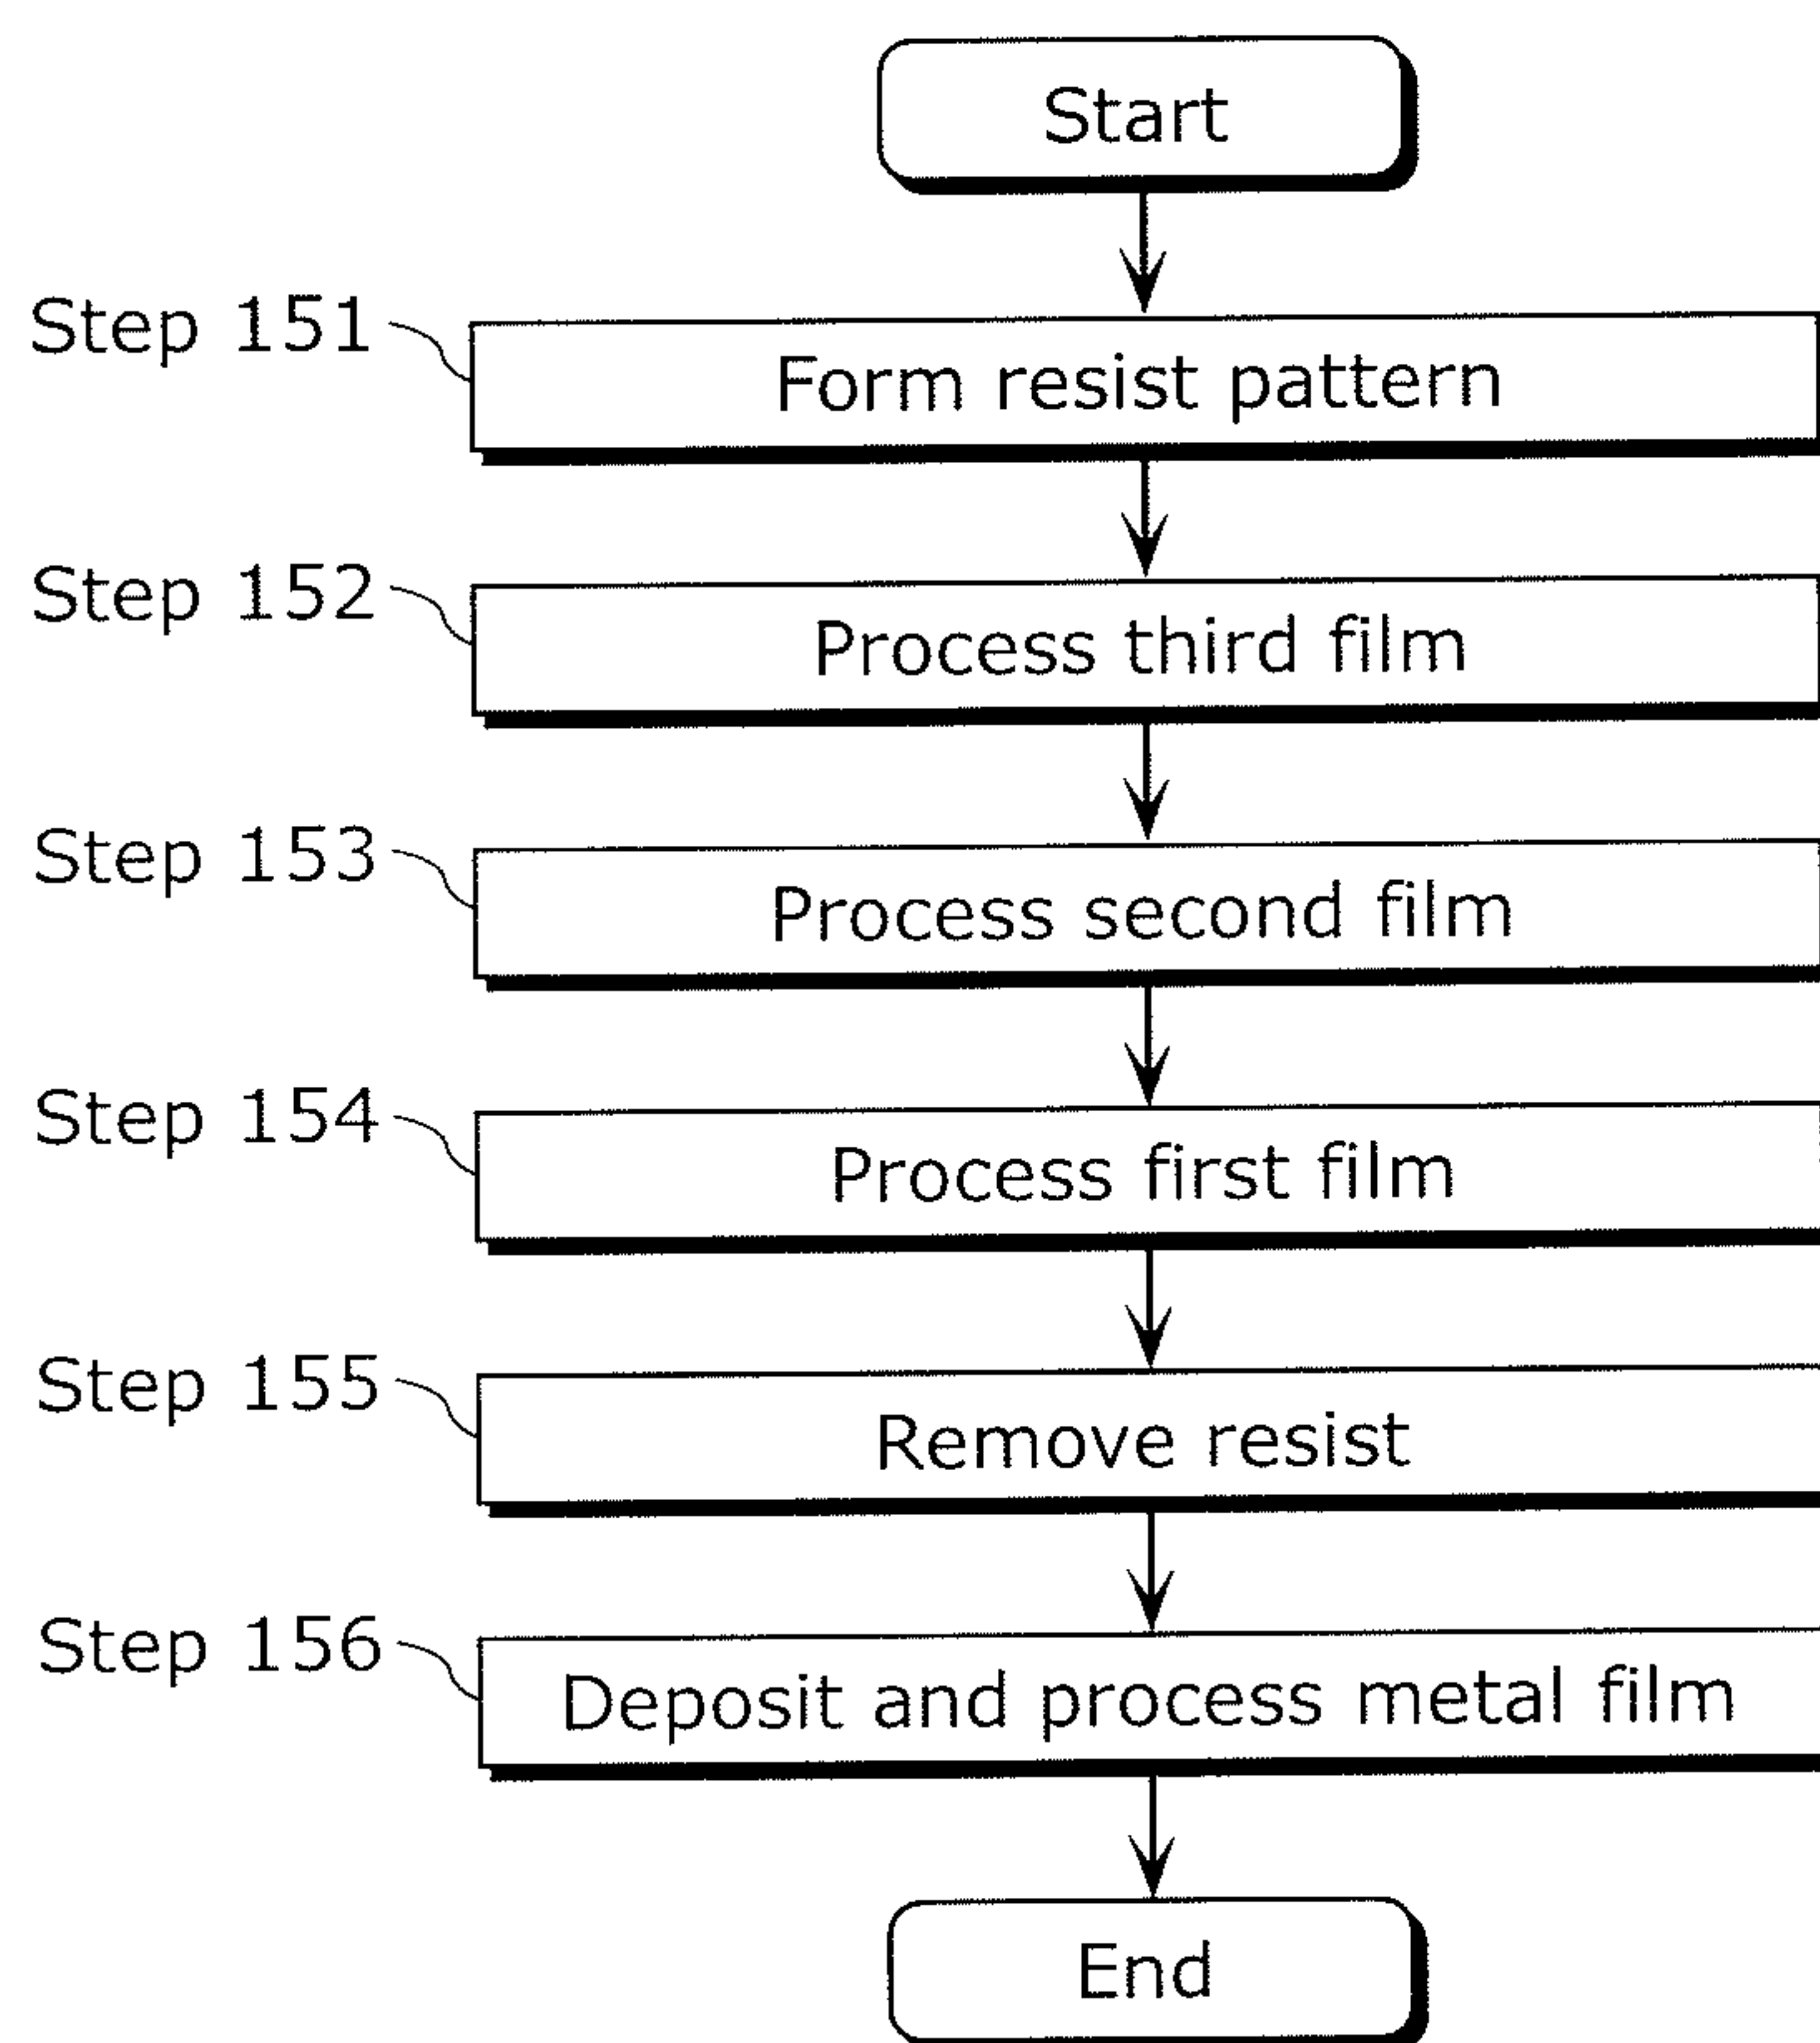 Start
Step 151
Form resist pattern
Step 152
Process third film
Step 153
Process second film
Step 154
Process first film
Step 155
Remove resist
Step 156
Deposit and process metal film
End